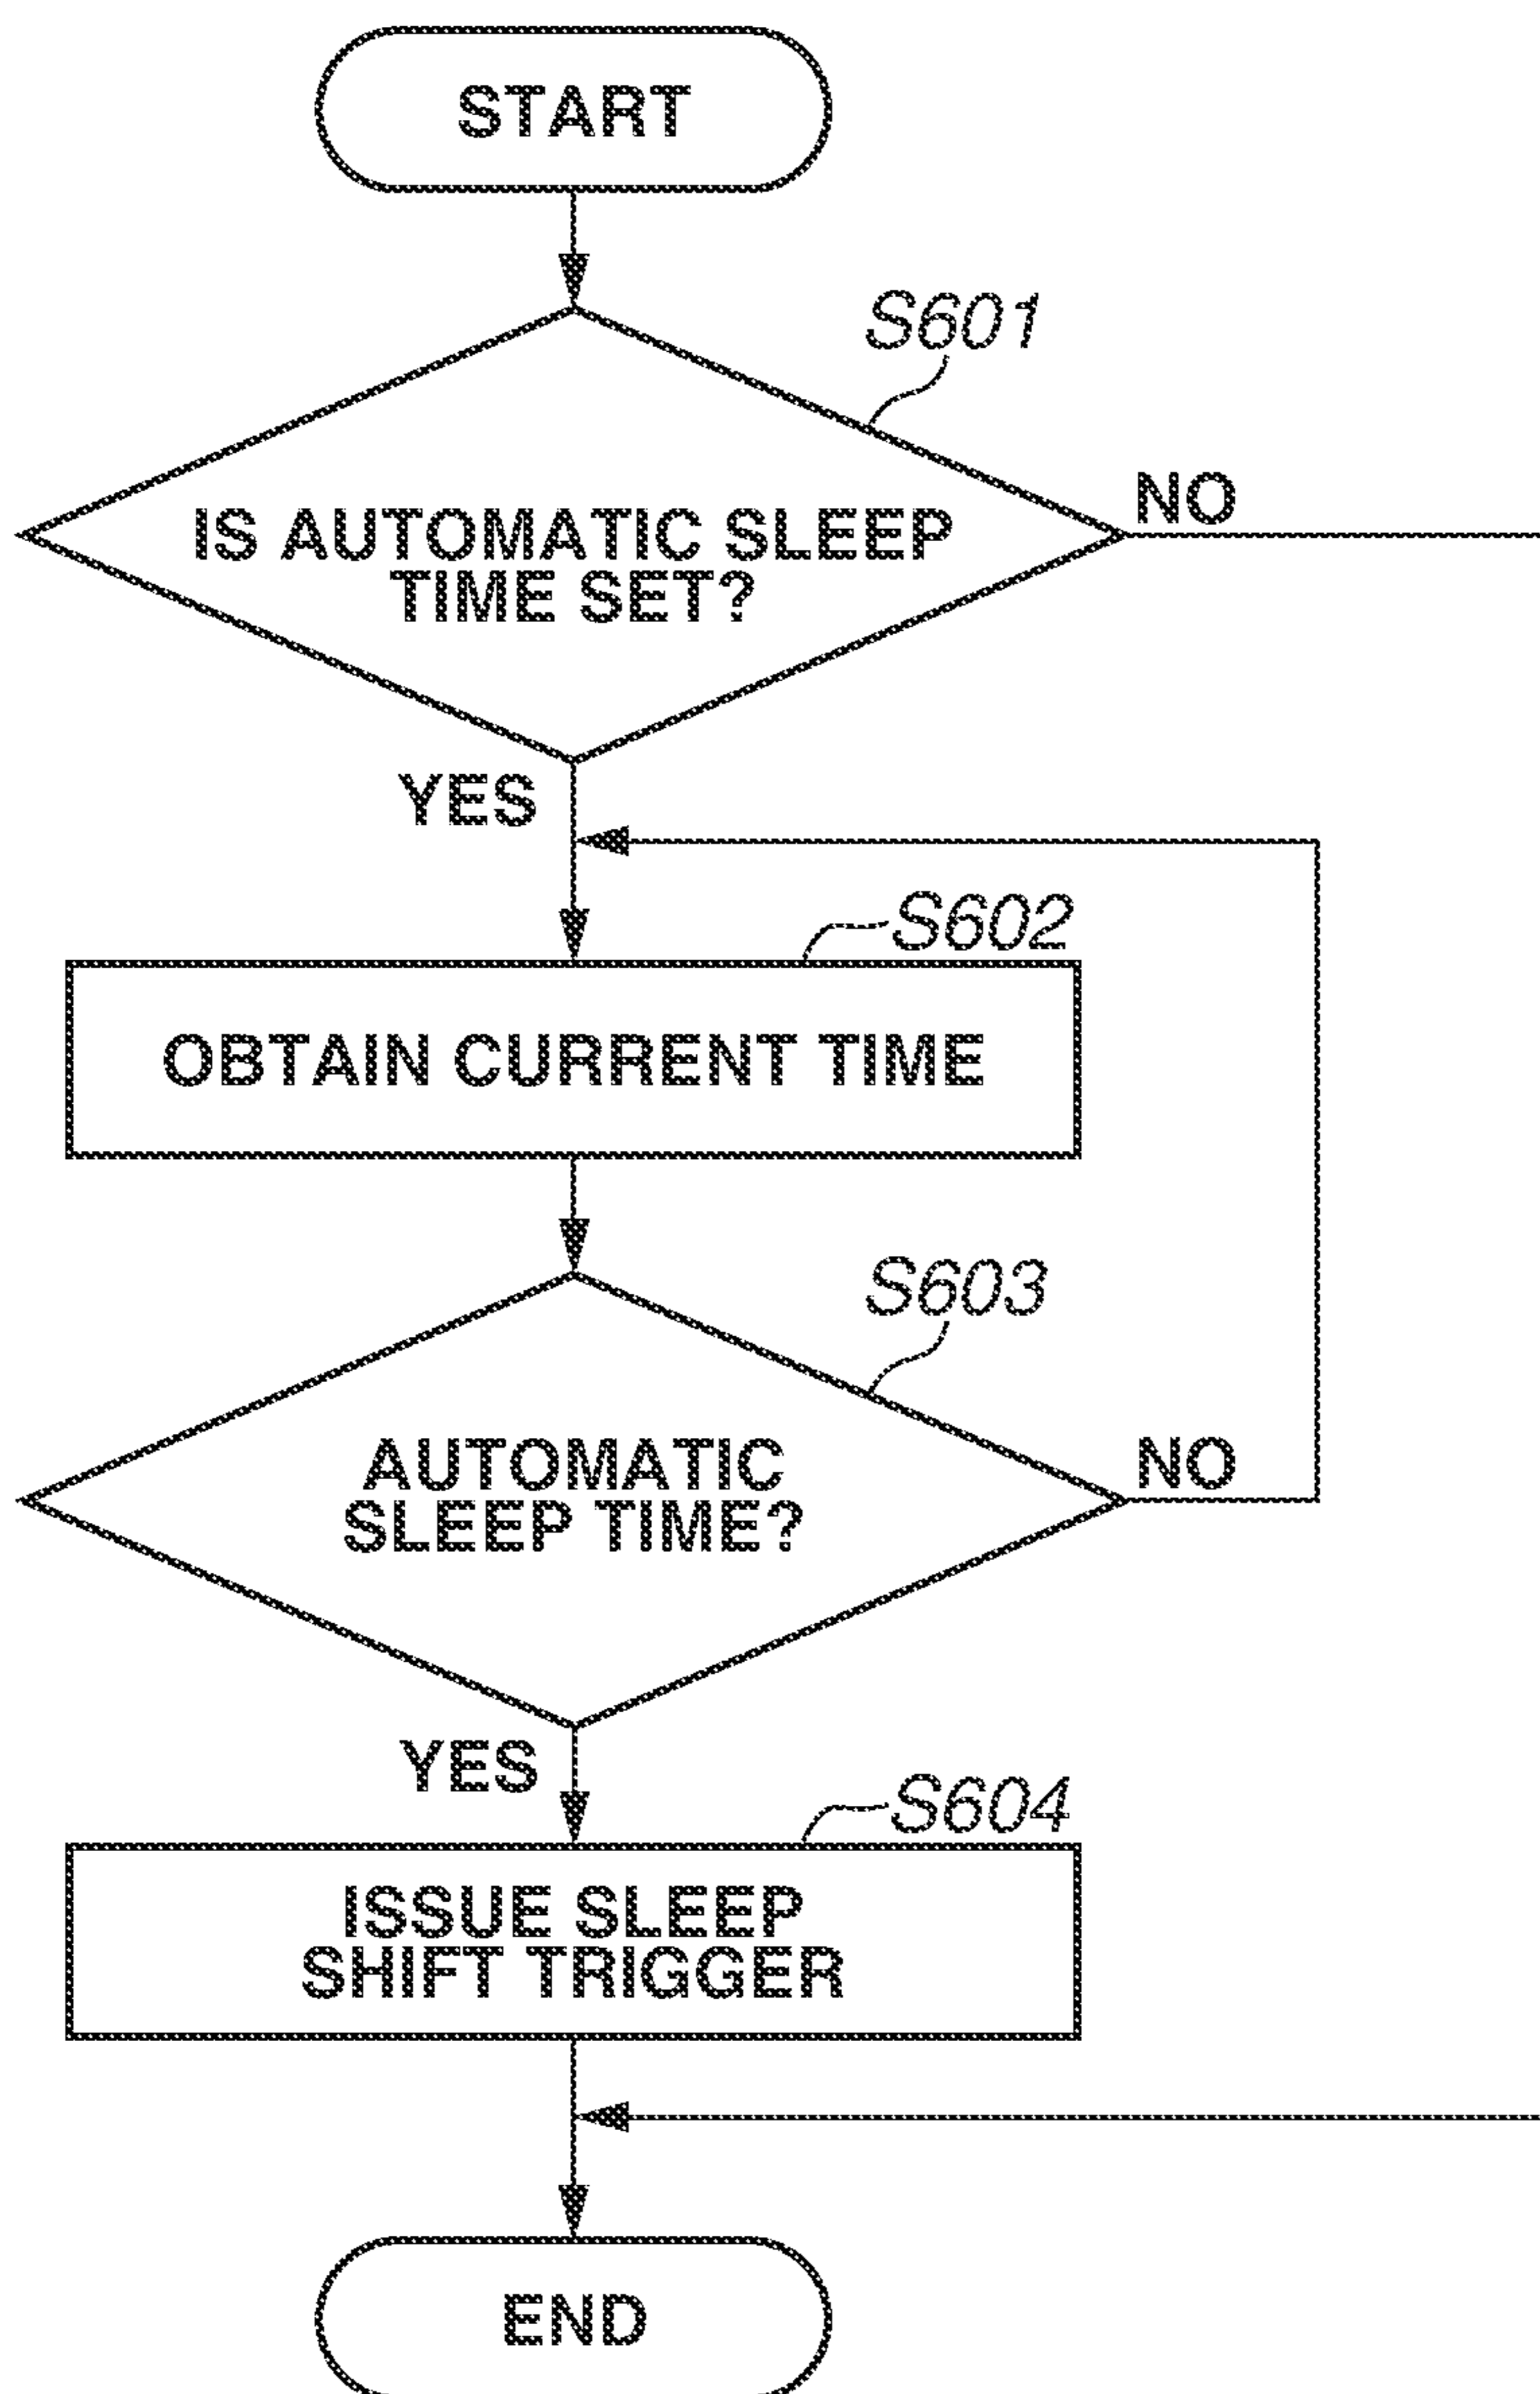 START
S601
IS AUTOMATIC SLEEP
TIME SET?
NO
YES
S602
OBTAIN CURRENT TIME
S603
AUTOMATIC
SLEEP TIME?
NO
YES
S604
ISSUE SLEEP
SHIFT TRIGGER
END